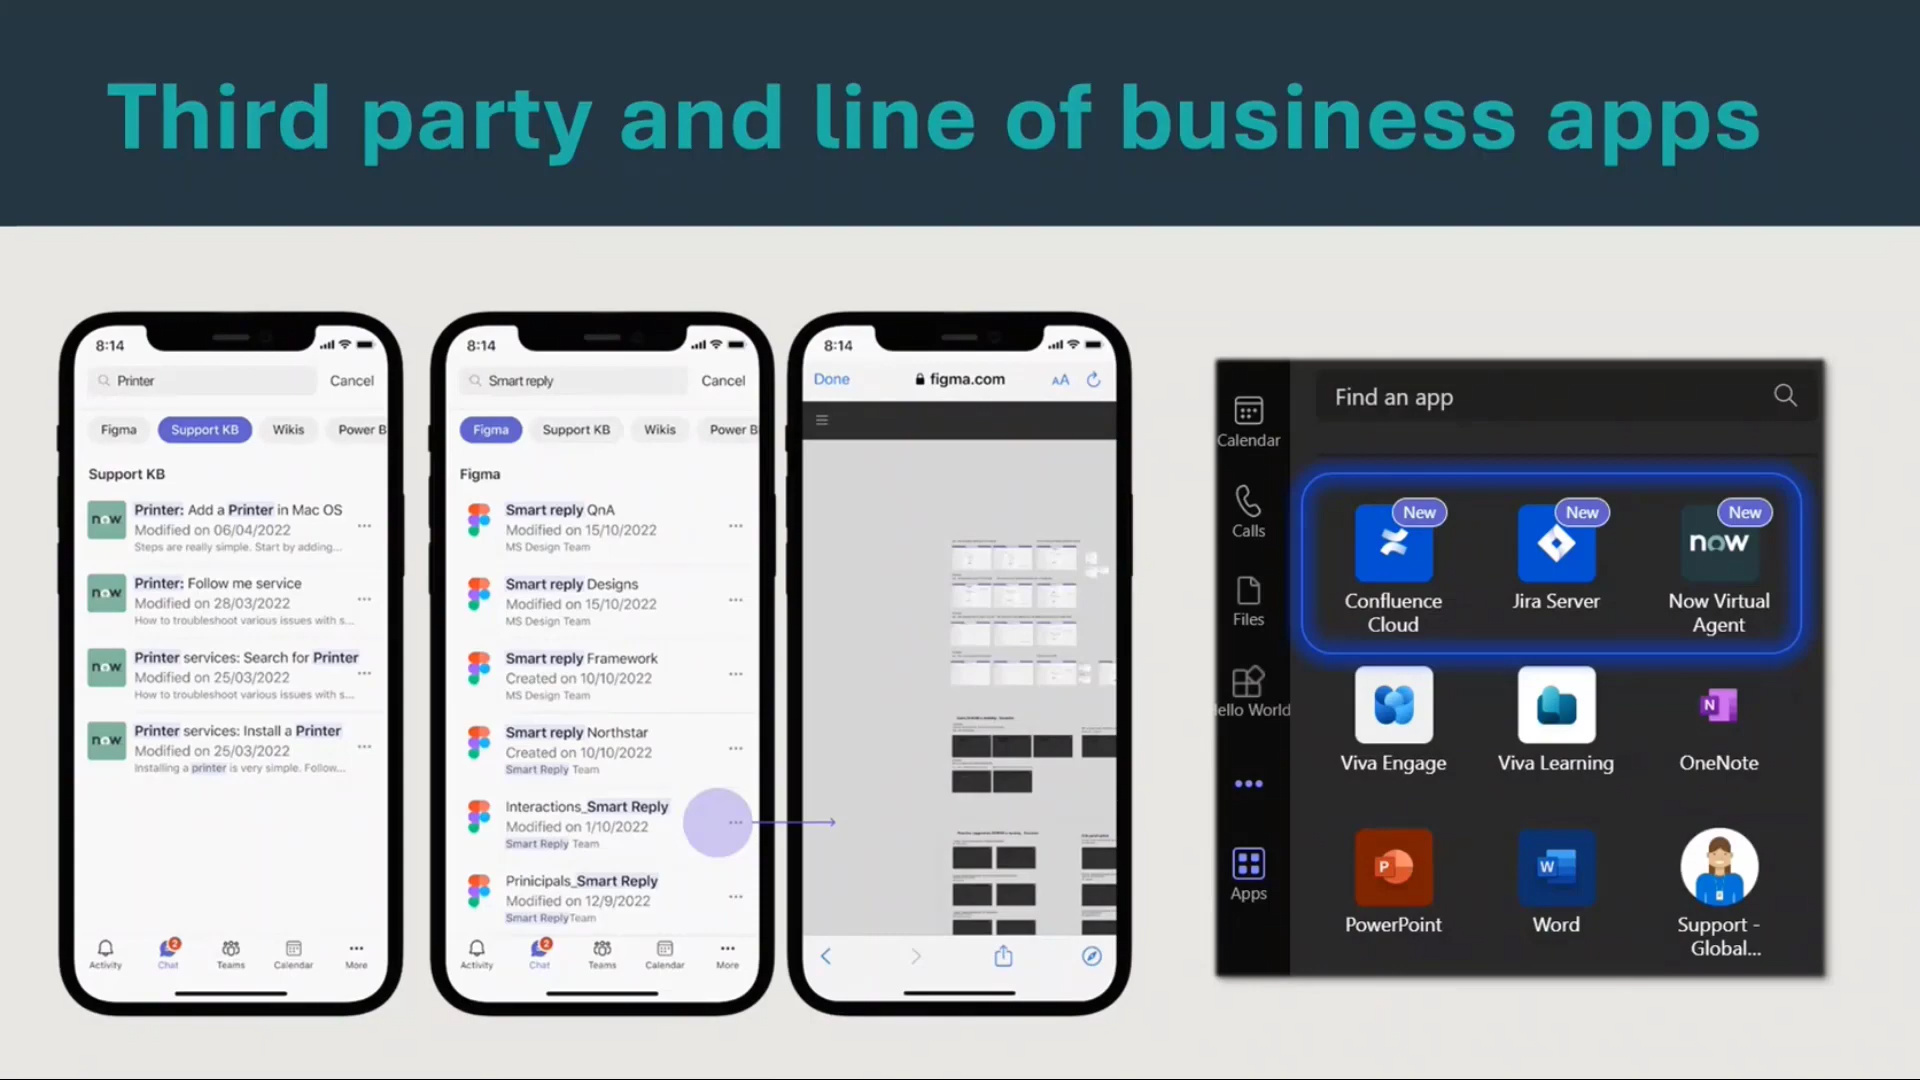 Third party and line of business apps
8:14
Printer
Cancel
Figma
Support KB
Wikis
Power B
Support KB
now
Printer: Add a Printer in Mac OS
Modified on 06/04/2022
Steps are really simple. Start by adding...
now
Printer: Follow me service
Modified on 28/03/2022
How to troubleshoot various issues with s...
now
Printer services: Search for Printer
Modified on 25/03/2022
How to troubleshoot various issues with s...
now
Printer services: Install a Printer
Modified on 25/03/2022
Installing a printer is very simple. Follow...
2
Activity
Chat
Teams
Calendar
More
8:14
Smart reply
Cancel
Figma
Support KB
Wikis
Power B
Figma
Smart reply QnA
Modified on 15/10/2022
MS Design Team
Smart reply Designs
Modified on 15/10/2022
MS Design Team
Smart reply Framework
Created on 10/10/2022
MS Design Team
Smart reply Northstar
Created on 10/10/2022
Smart Reply Team
Interactions_Smart Reply
Modified on 1/10/2022
Smart Reply Team
Prinicipals_Smart Reply
Modified on 12/9/2022
Smart ReplyTeam
2
Activity
Chat
Teams
Calendar
More
8:14
Done
figma.com
AA
Calendar
Calls
Files
ello World
Apps
Find an app
New
New
New
now
Confluence
Cloud
Jira Server
Now Virtual
Agent
Viva Engage
Viva Learning
N
OneNote
P
PowerPoint
W
Word
Support -
Global...